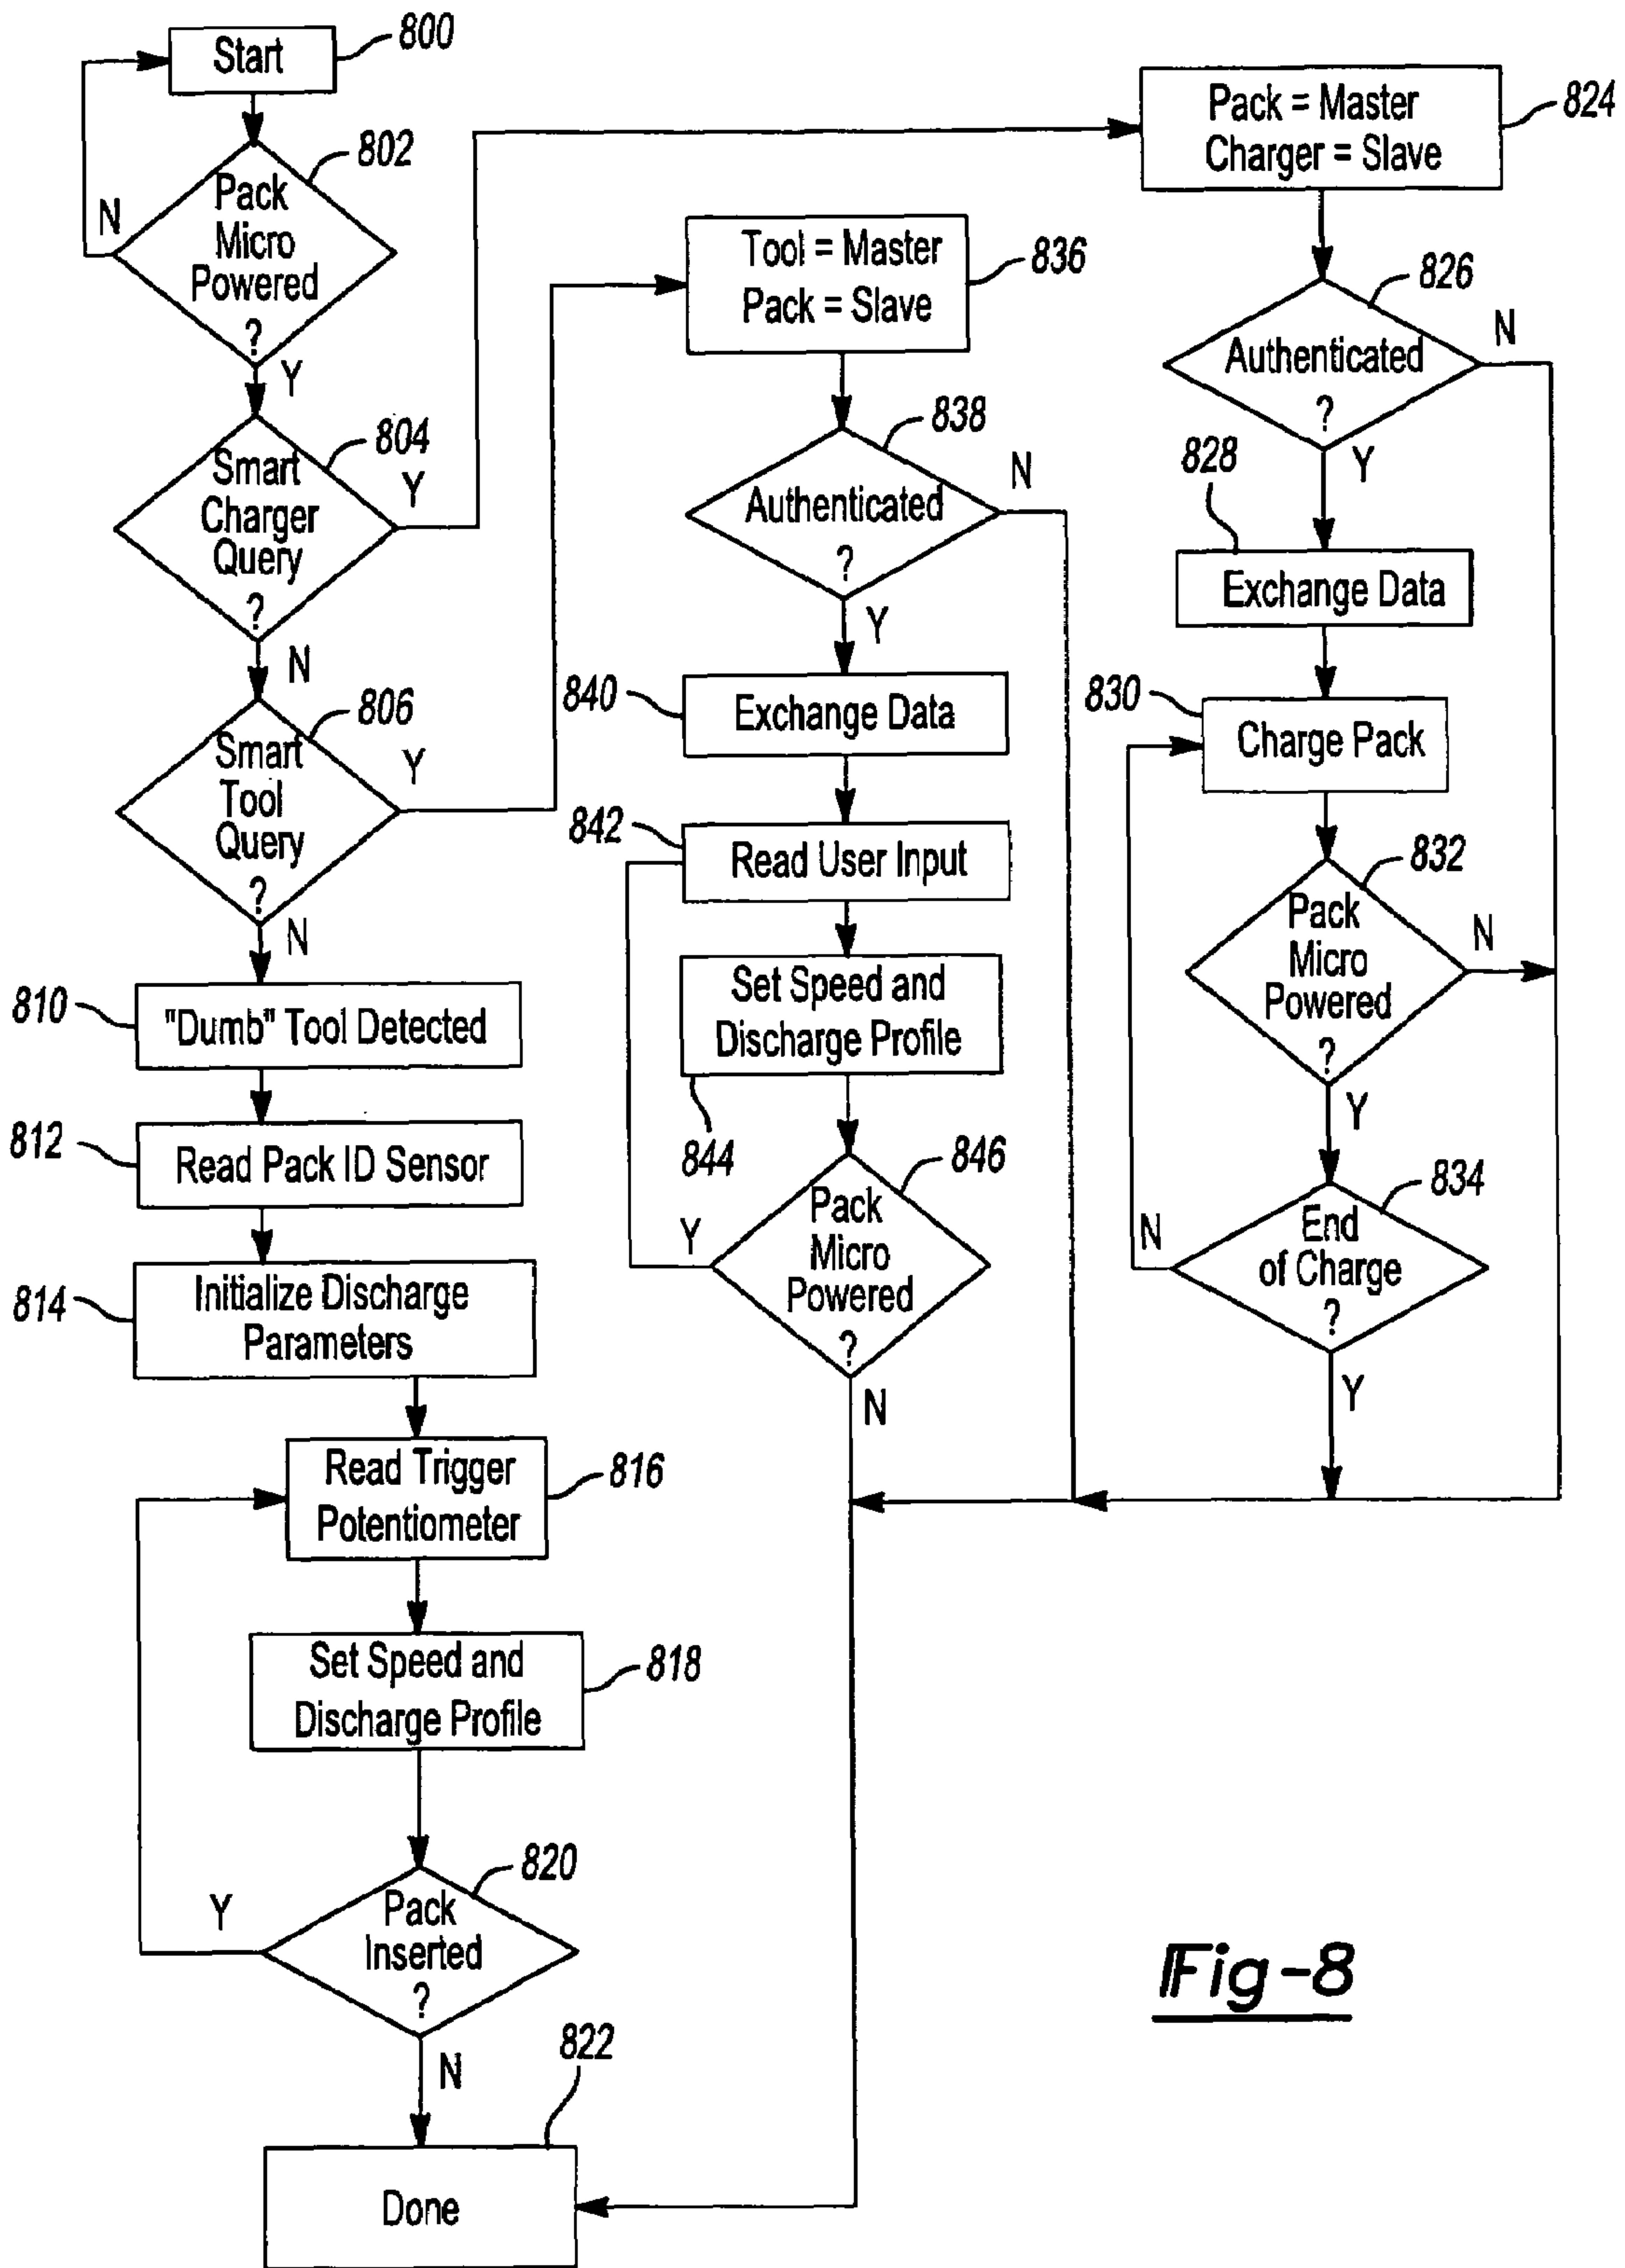 Start
800
Pack
Micro
Powered
?
802
N
Y
Smart
Charger
Query
?
804
Y
N
Smart
Tool
Query
?
806
Y
N
810
"Dumb" Tool Detected
812
Read Pack ID Sensor
814
Initialize Discharge
Parameters
Read Trigger
Potentiometer
816
Set Speed and
Discharge Profile
818
Pack
Inserted
?
820
Y
N
822
Done
Tool = Master
Pack = Slave
836
838
Authenticated
?
N
Y
840
Exchange Data
842
Read User Input
Set Speed and
Discharge Profile
844
846
Pack
Micro
Powered
?
Y
N
Pack = Master
Charger = Slave
824
826
Authenticated
?
N
Y
828
Exchange Data
830
Charge Pack
832
Pack
Micro
Powered
?
N
Y
834
End
of Charge
?
N
Y
Fig-8